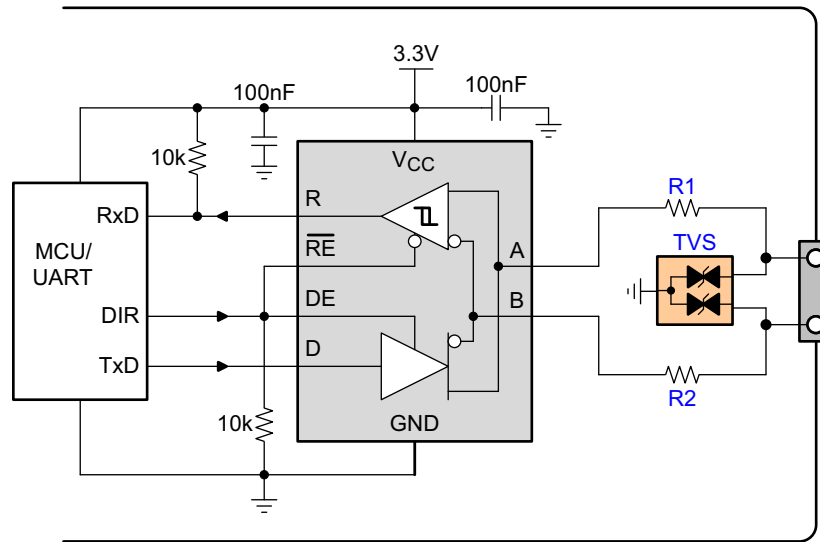 3.3V
100nF
100nF
10k
VCC
R1
R
RxD
TVS
RE
A
MCU/
UART
DE
B
DIR
D
TxD
R2
10k
GND